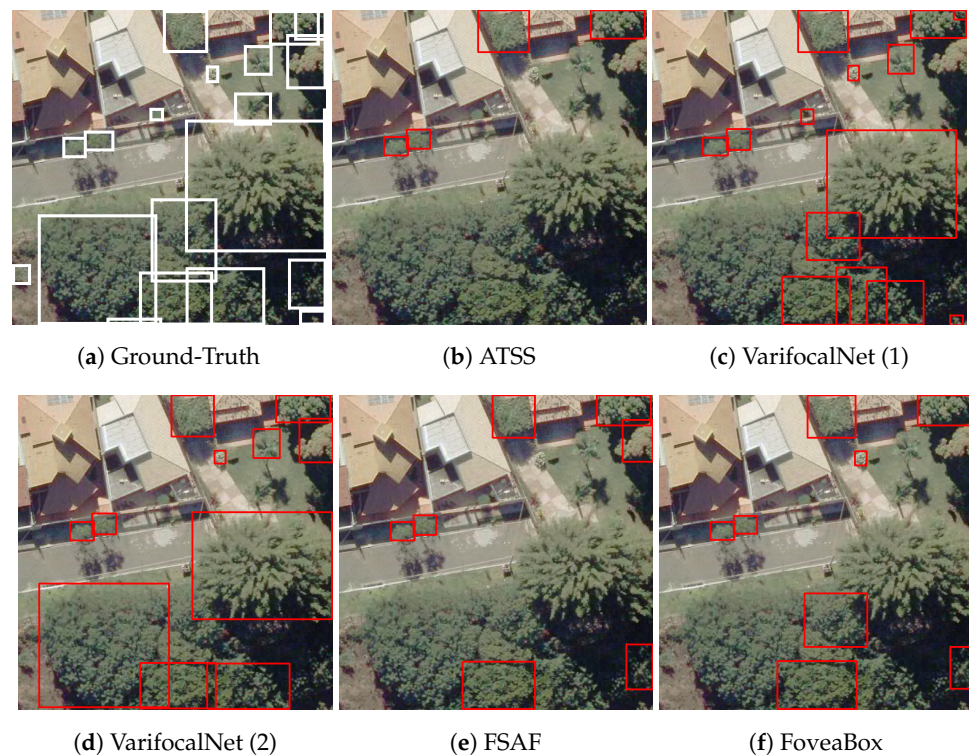 (a) Ground-Truth
(b) ATSS
(c) VarifocalNet (1)
(d) VarifocalNet (2)
(e) FSAF
(f) FoveaBox